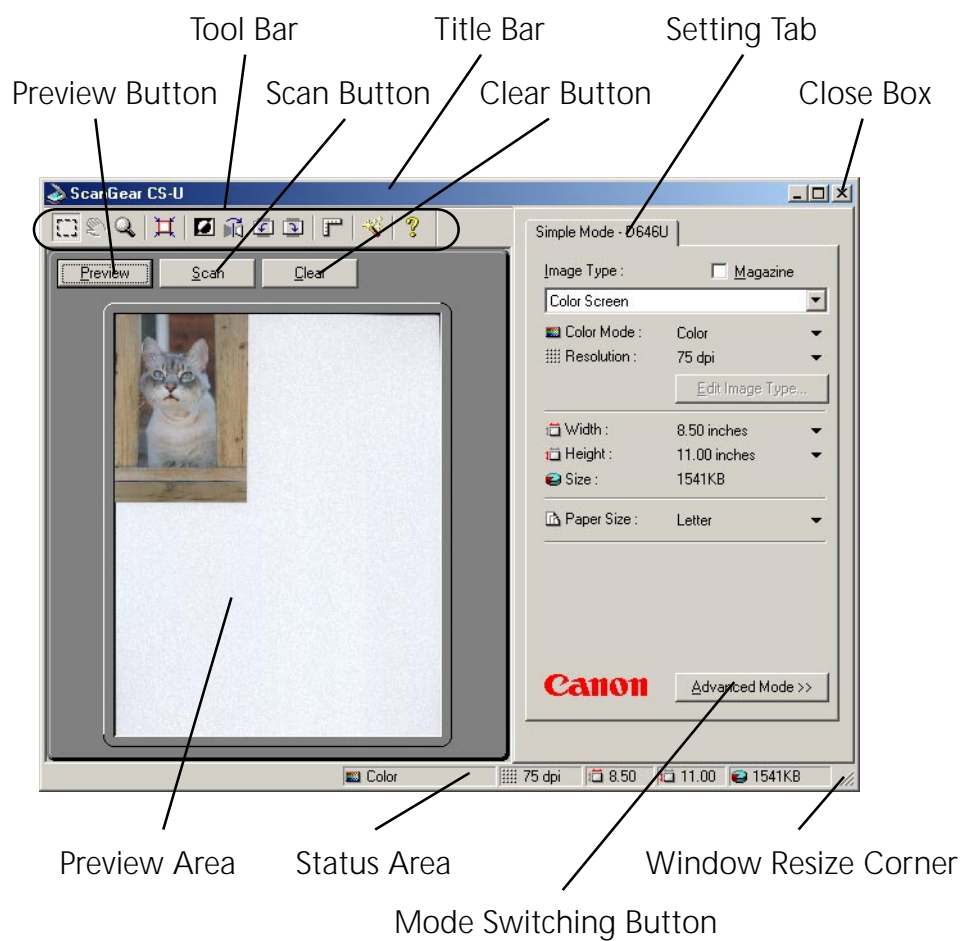 Tool Bar Title Bar Setting Tab
Preview Button Scan Button Clear Button Close Box
ScanGear CS-U
Preview Scan Clear
Simple Mode - D646U
Image Type : Magazine
Color Screen
Color Mode : Color
Resolution : 75 dpi
Edit Image Type...
Width : 8.50 inches
Height : 11.00 inches
Size : 1541KB
Paper Size : Letter
Canon Advanced Mode >>
Color 75 dpi 8.50 11.00 1541KB
Preview Area Status Area Window Resize Corner
Mode Switching Button